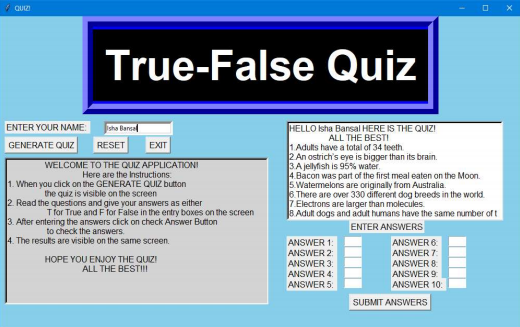 QUIZ!
True-False Quiz
ENTER YOUR NAME: Isha Bansal
GENERATE QUIZ RESET EXIT
WELCOME TO THE QUIZ APPLICATION!
Here are the Instructions:
1. When you click on the GENERATE QUIZ button
the quiz is visible on the screen
2. Read the questions and give your answers as either
T for True and F for False in the entry boxes on the screen
3. After entering the answers click on check Answer Button
to check the answers.
4. The results are visible on the same screen.
HOPE YOU ENJOY THE QUIZ!
ALL THE BEST!!!
HELLO Isha Bansal HERE IS THE QUIZ!
ALL THE BEST!
1.Adults have a total of 34 teeth.
2.An ostrich's eye is bigger than its brain.
3.A jellyfish is 95% water.
4.Bacon was part of the first meal eaten on the Moon.
5.Watermelons are originally from Australia.
6.There are over 330 different dog breeds in the world.
7.Electrons are larger than molecules.
8.Adult dogs and adult humans have the same number of t
ENTER ANSWERS
ANSWER 1: ANSWER 6:
ANSWER 2: ANSWER 7:
ANSWER 3: ANSWER 8:
ANSWER 4: ANSWER 9:
ANSWER 5: ANSWER 10:
SUBMIT ANSWERS